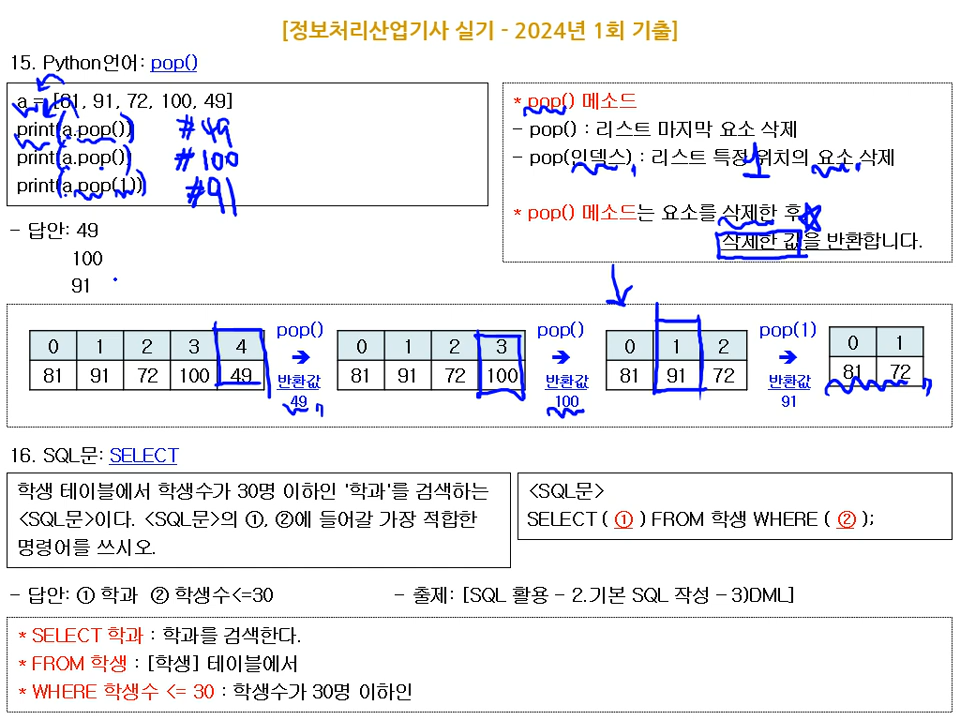 [정보처리산업기사 실기 - 2024년 1회 기출]
15. Python언어: pop()
a = [81, 91, 72, 100, 49]
print(a.pop()) #49
print(a.pop()) #100
print(a.pop(1)) #91
- 답안: 49
100
91
* pop() 메소드
- pop() : 리스트 마지막 요소 삭제
- pop(인덱스) : 리스트 특정 위치의 요소 삭제
1
* pop() 메소드는 요소를 삭제한 후
삭제한 값을 반환합니다.
0 1 2 3 4
81 91 72 100 49
pop()
반환값
49
0 1 2 3
81 91 72 100
pop()
반환값
100
0 1 2
81 91 72
pop(1)
반환값
91
0 1
81 72
16. SQL문: SELECT
학생 테이블에서 학생수가 30명 이하인 '학과'를 검색하는
<SQL문>이다. <SQL문>의 ①, ②에 들어갈 가장 적합한
명령어를 쓰시오.
<SQL문>
SELECT ( ① ) FROM 학생 WHERE ( ② );
- 답안: ① 학과 ② 학생수<=30
- 출제: [SQL 활용 - 2.기본 SQL 작성 - 3)DML]
* SELECT 학과 : 학과를 검색한다.
* FROM 학생 : [학생] 테이블에서
* WHERE 학생수 <= 30 : 학생수가 30명 이하인